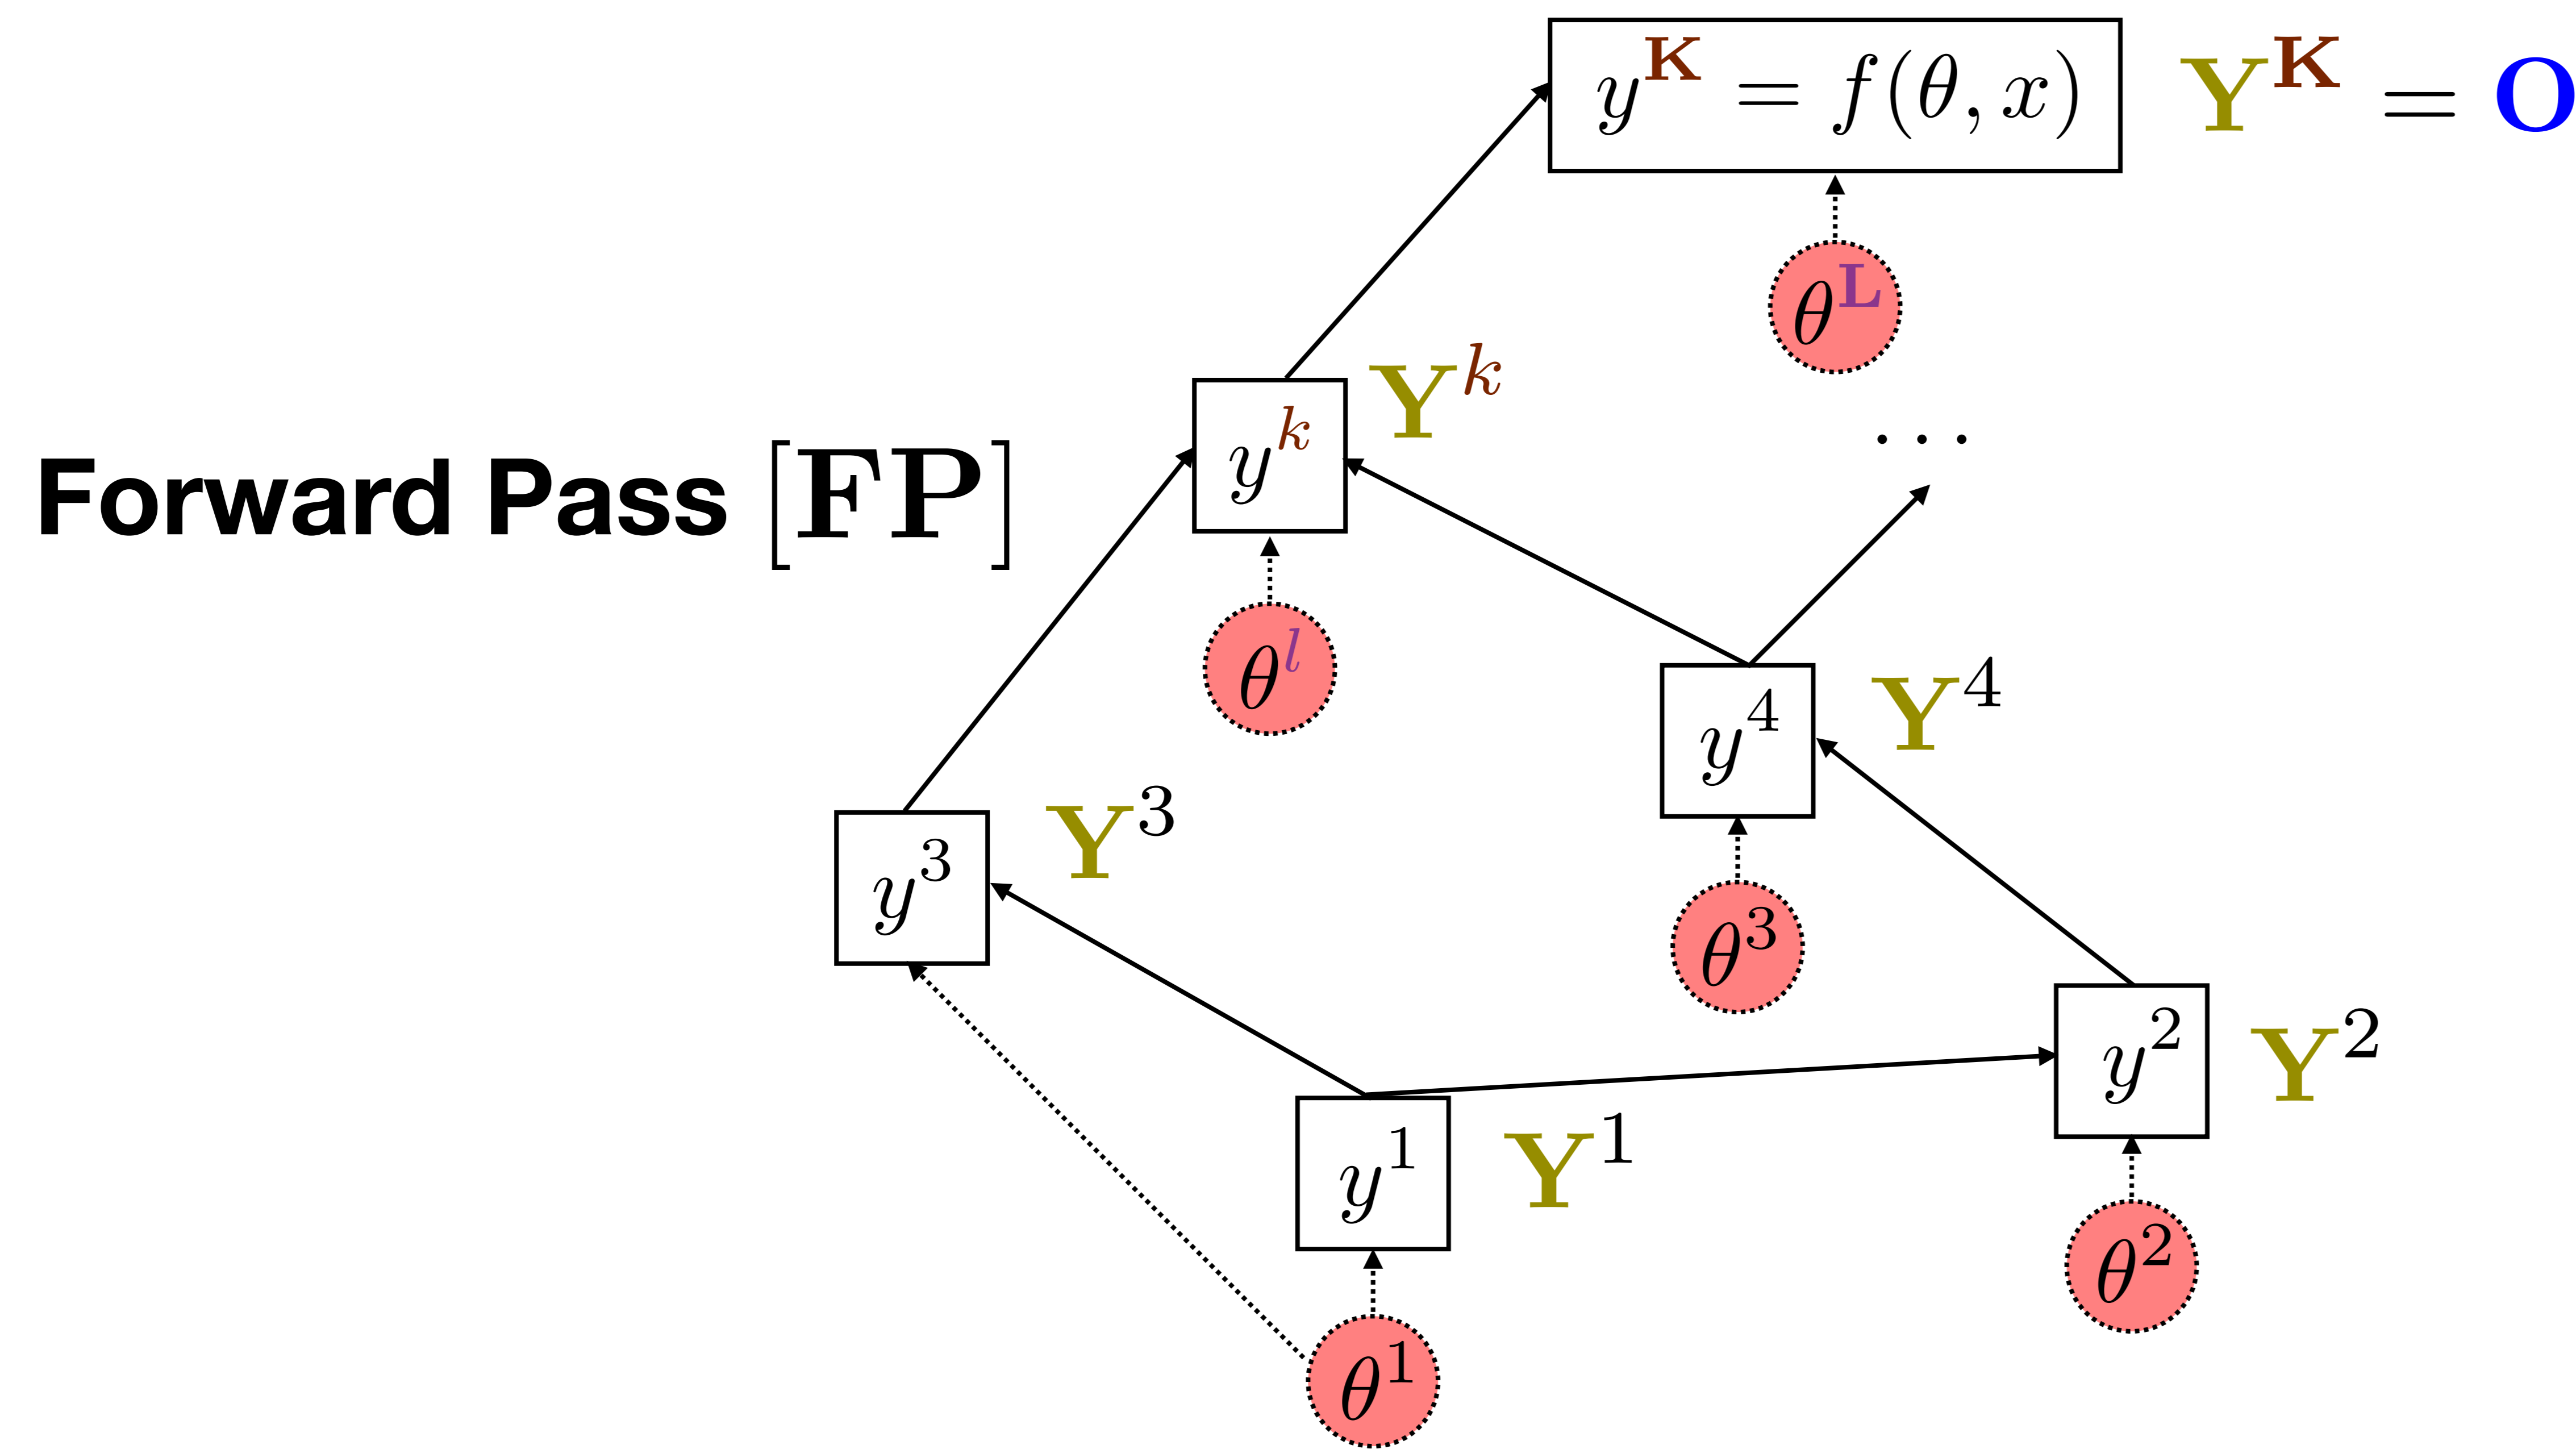 y^K = f(θ, x)
Y^K = O
θ^L
y^k
Y^k
. . .
Forward Pass [FP]
θ^l
y^4
Y^4
y^3
Y^3
θ^3
y^2
Y^2
y^1
Y^1
θ^2
θ^1